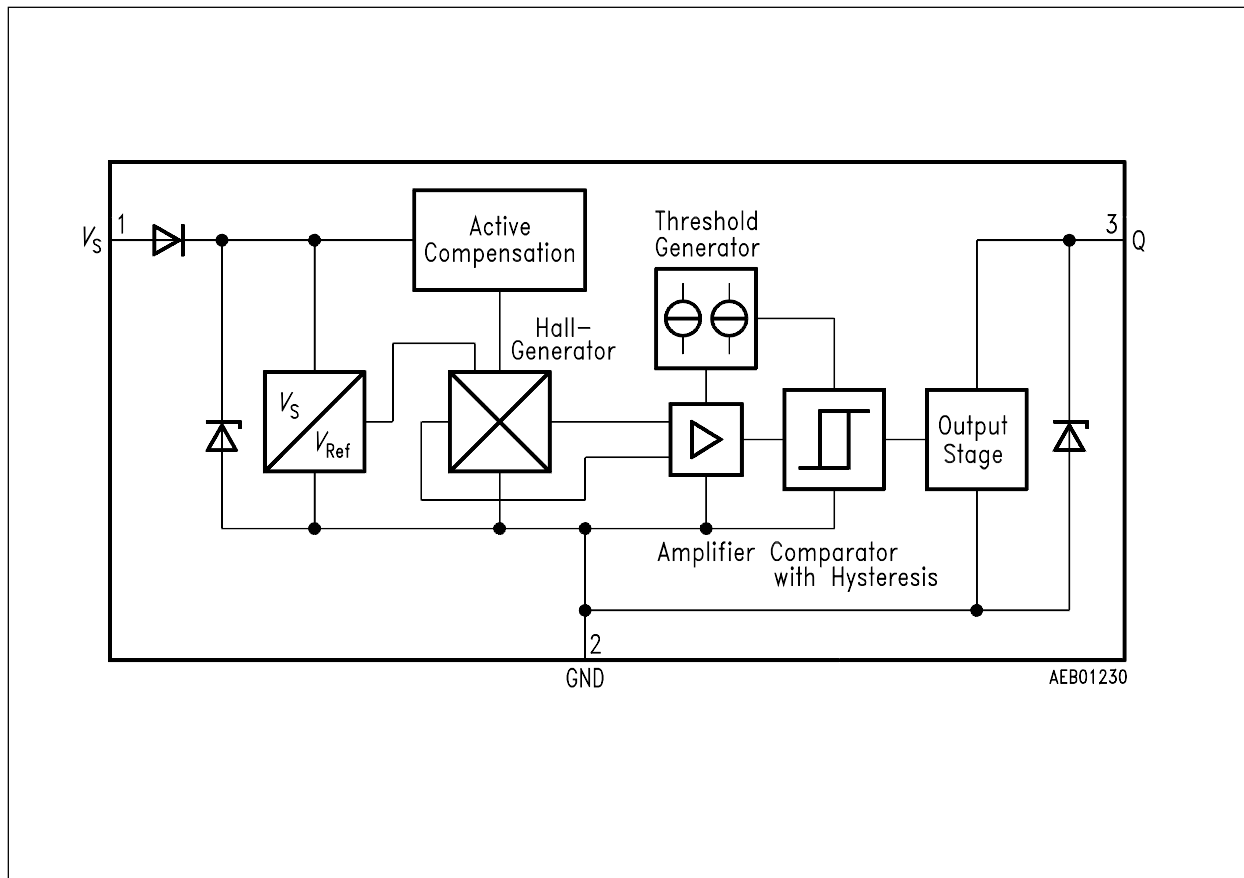 Active
Compensation
Threshold
Generator
1
V_S
3
Q
Hall–
Generator
V_S
V_Ref
Output
Stage
Amplifier
Comparator
with Hysteresis
2
GND
AEB01230